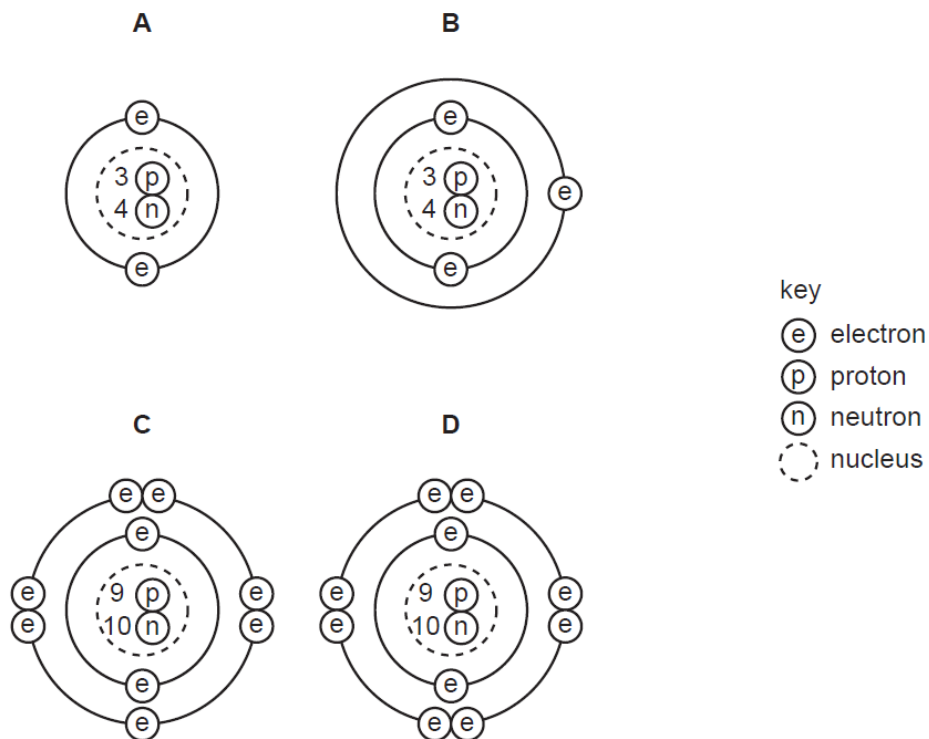 A B
e e
3 p 3 p
4 n 4 n
e
e e
key
e electron
p proton
n neutron
nucleus
C D
e e e e
e e
e e e e
9 p 9 p
e e e e
10 n 10 n
e e
e e e